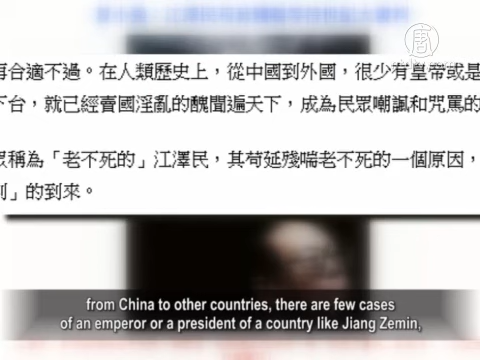 再合適不過。在人類歷史上，從中國到外國，很少有皇帝或是
下台，就已經賣國淫亂的醜聞遍天下，成為民眾嘲諷和咒罵的
眾稱為「老不死的」江澤民，其苟延殘喘老不死的一個原因，
」的到來。
唐
from China to other countries, there are few cases
of an emperor or a president of a country like Jiang Zemin,